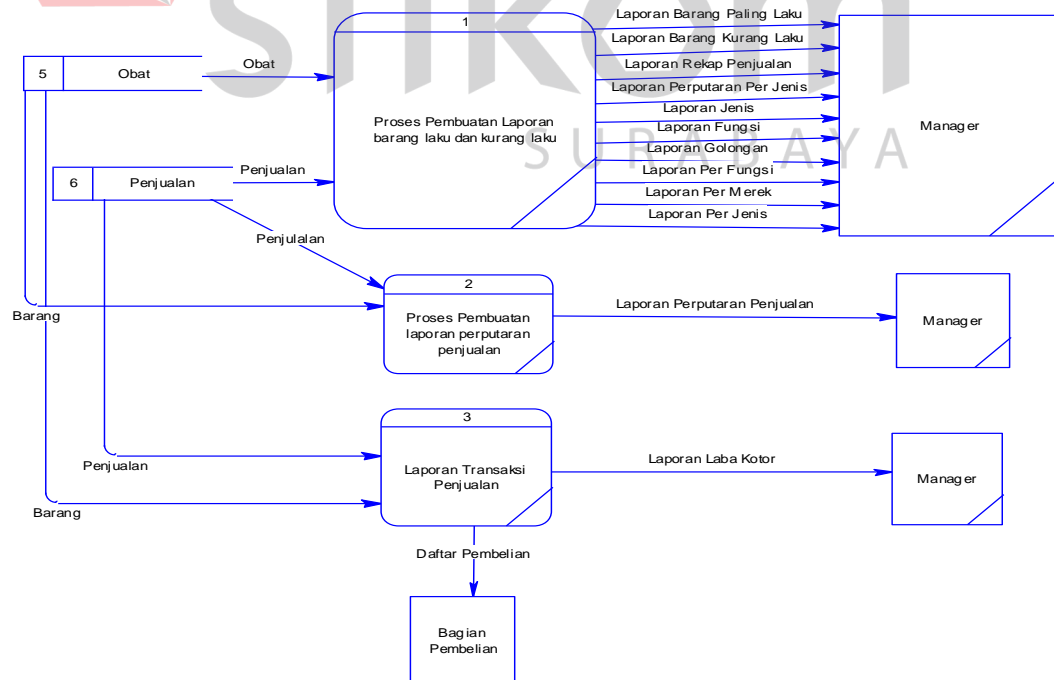 stikom
SURABAYA
1
Proses Pembuatan Laporan
barang laku dan kurang laku
5
Obat
Obat
6
Penjualan
Penjualan
Penjulalan
Laporan Barang Paling Laku
Laporan Barang Kurang Laku
Laporan Rekap Penjualan
Laporan Perputaran Per Jenis
Laporan Jenis
Laporan Fungsi
Laporan Golongan
Laporan Per Fungsi
Laporan Per Merek
Laporan Per Jenis
Manager
2
Proses Pembuatan
laporan perputaran
penjualan
Barang
Laporan Perputaran Penjualan
Manager
3
Laporan Transaksi
Penjualan
Penjualan
Barang
Laporan Laba Kotor
Manager
Daftar Pembelian
Bagian
Pembelian